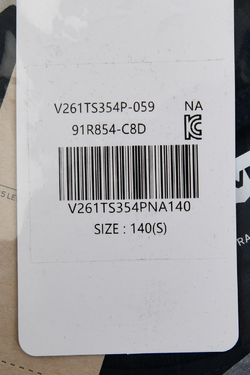 V261TS354P-059 NA
91R854-C8D
V261TS354PNA140
SIZE : 140(S)